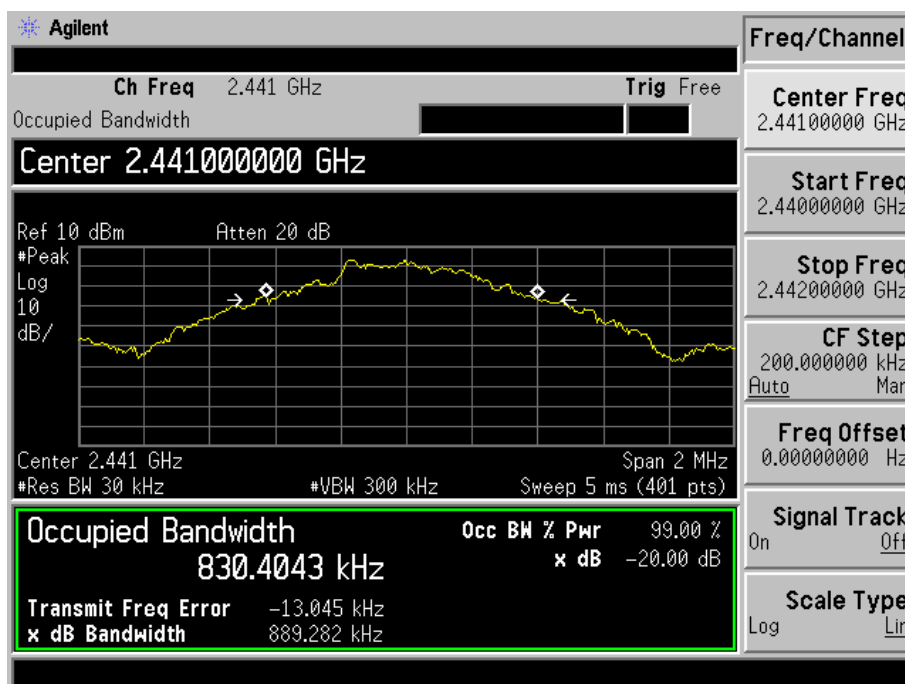 Agilent
Freq/Channel
Ch Freq 2.441 GHz Trig Free
Occupied Bandwidth
Center 2.441000000 GHz
Ref 10 dBm Atten 20 dB
#Peak
Log
10
dB/
Center 2.441 GHz Span 2 MHz
#Res BW 30 kHz #VBW 300 kHz Sweep 5 ms (401 pts)
Occupied Bandwidth
830.4043 kHz
Occ BW % Pwr 99.00 %
x dB -20.00 dB
Transmit Freq Error -13.045 kHz
x dB Bandwidth 889.282 kHz
Center Freq
2.44100000 GHz
Start Freq
2.44000000 GHz
Stop Freq
2.44200000 GHz
CF Step
200.000000 kHz
Auto Man
Freq Offset
0.00000000 Hz
Signal Track
On Off
Scale Type
Log Lin